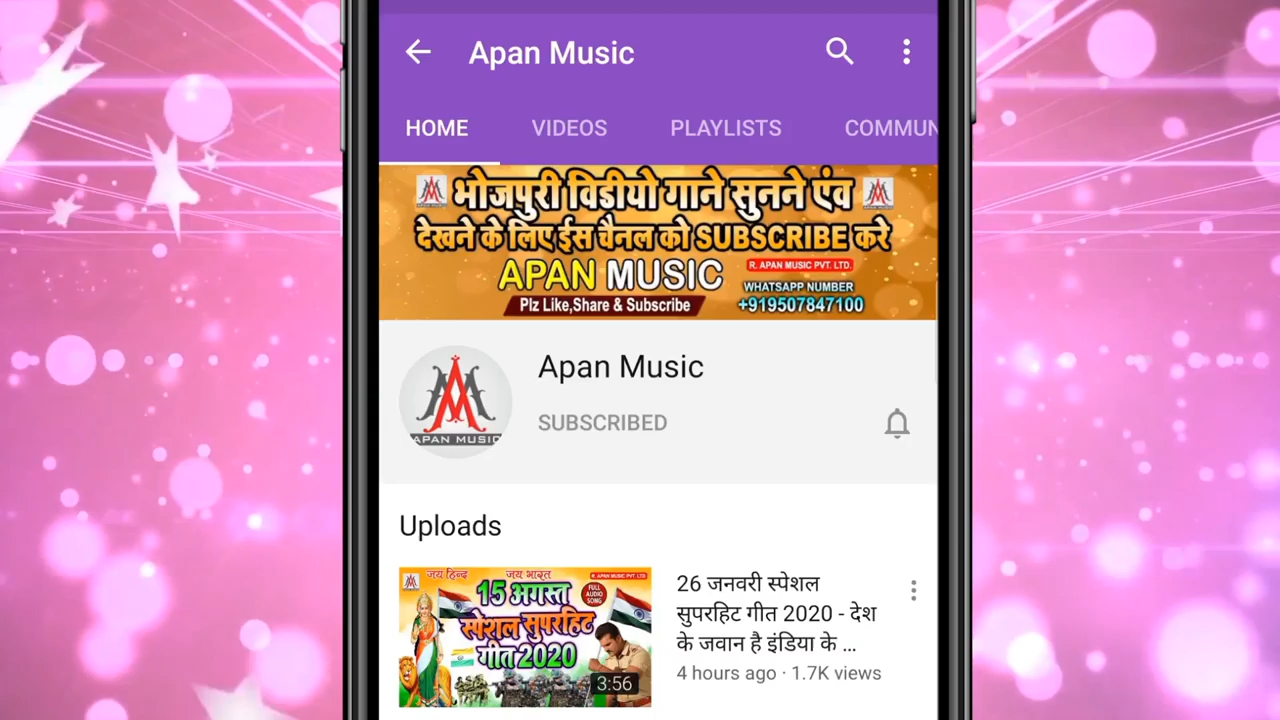 Apan Music
HOME VIDEOS PLAYLISTS COMMUN
भोजपुरी विडीयो गाने सुनने एंव
देखने के लिए ईस चैनल को SUBSCRIBE करे
APAN MUSIC
R. APAN MUSIC PVT. LTD.
WHATSAPP NUMBER
+919507847100
Plz Like,Share & Subscribe
APAN MUSIC
Apan Music
SUBSCRIBED
Uploads
जय हिन्द जय भारत
R. APAN MUSIC PVT. LTD
15 अगस्त
FULL
AUDIO
SONG
स्पेशल सुपरहिट
गीत 2020
3:56
26 जनवरी स्पेशल
सुपरहिट गीत 2020 - देश
के जवान है इंडिया के ...
4 hours ago · 1.7K views